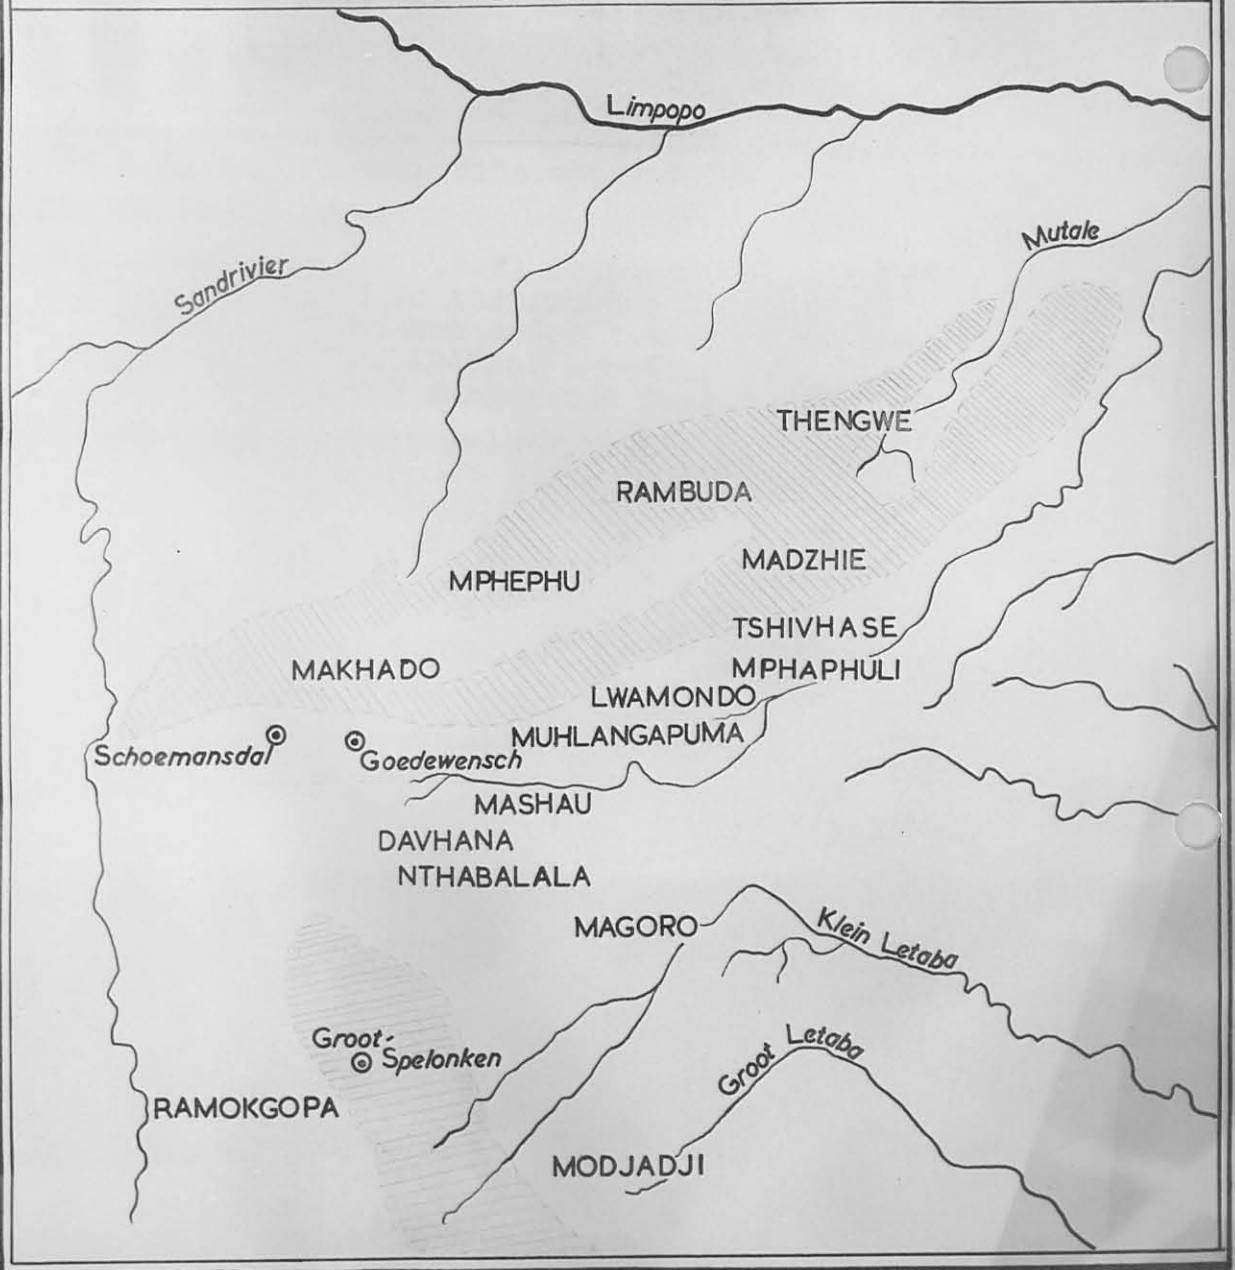 Limpopo
Mutale
Sandrivier
THENGWE
RAMBUDA
MADZHIE
MPHEPHU
TSHIVHASE
MAKHADO
MPHAPHULI
LWAMONDO
MUHLANGAPUMA
Schoemansdal
Goedewensch
MASHAU
DAVHANA
NTHABALALA
MAGORO
Klein Letaba
Groot-
Spelonken
Groot Letaba
RAMOKGOPA
MODJADJI